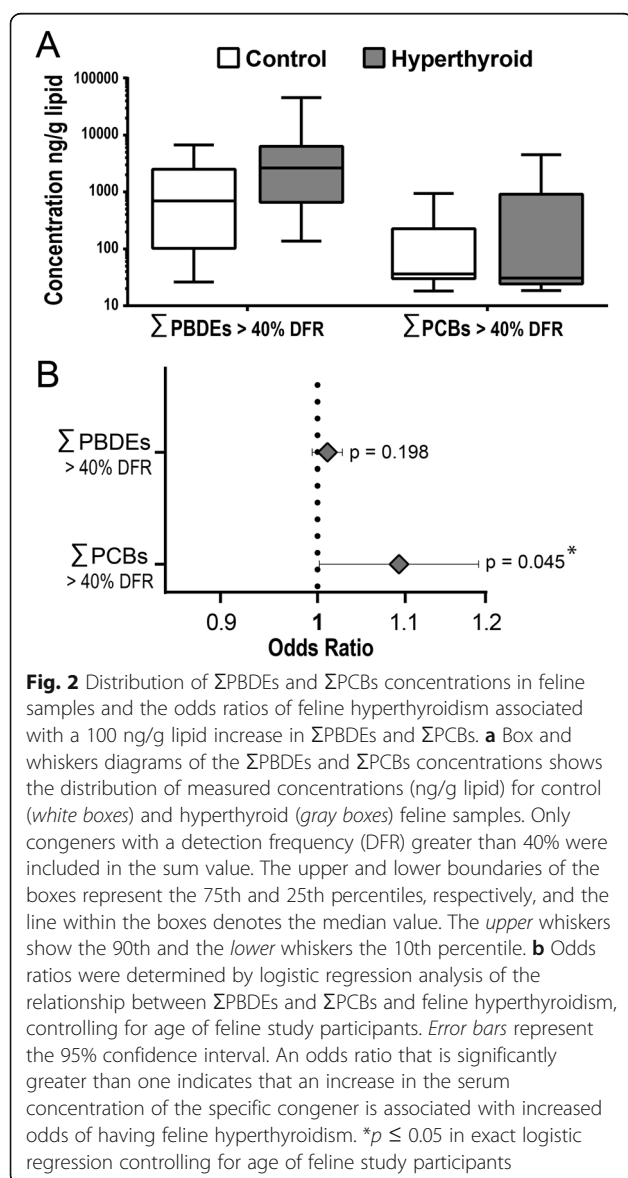 A
Control Hyperthyroid
Concentration ng/g lipid
100000
10000
1000
100
10
∑ PBDEs > 40% DFR ∑ PCBs > 40% DFR
B
∑ PBDEs
> 40% DFR
p = 0.198
∑ PCBs
> 40% DFR
p = 0.045*
0.9 1 1.1 1.2
Odds Ratio
Fig. 2 Distribution of ΣPBDEs and ΣPCBs concentrations in feline
samples and the odds ratios of feline hyperthyroidism associated
with a 100 ng/g lipid increase in ΣPBDEs and ΣPCBs. a Box and
whiskers diagrams of the ΣPBDEs and ΣPCBs concentrations shows
the distribution of measured concentrations (ng/g lipid) for control
(white boxes) and hyperthyroid (gray boxes) feline samples. Only
congeners with a detection frequency (DFR) greater than 40% were
included in the sum value. The upper and lower boundaries of the
boxes represent the 75th and 25th percentiles, respectively, and the
line within the boxes denotes the median value. The upper whiskers
show the 90th and the lower whiskers the 10th percentile. b Odds
ratios were determined by logistic regression analysis of the
relationship between ΣPBDEs and ΣPCBs and feline hyperthyroidism,
controlling for age of feline study participants. Error bars represent
the 95% confidence interval. An odds ratio that is significantly
greater than one indicates that an increase in the serum
concentration of the specific congener is associated with increased
odds of having feline hyperthyroidism. *p ≤ 0.05 in exact logistic
regression controlling for age of feline study participants